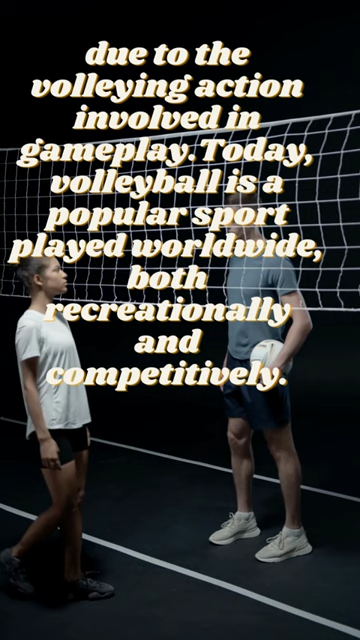 due to the
volleying action
involved in
gameplay.Today,
volleyball is a
popular sport
played worldwide,
both
recreationally
and
competitively.